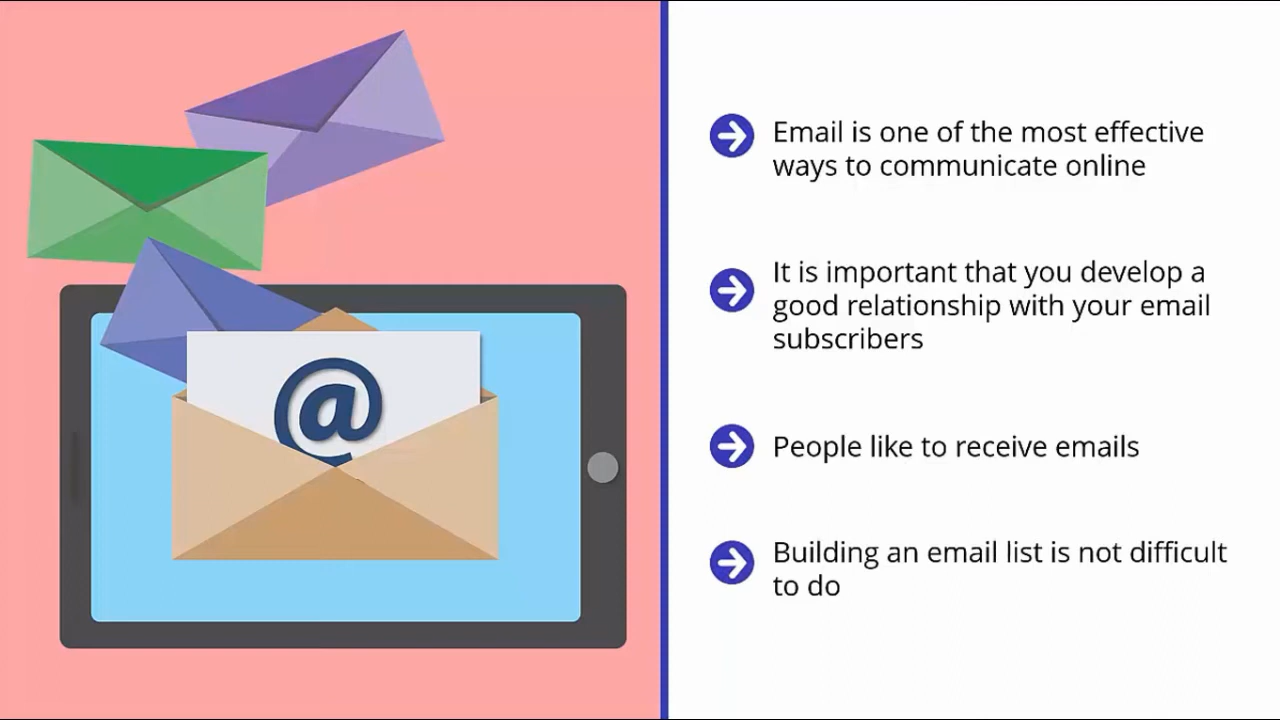 Email is one of the most effective
ways to communicate online
It is important that you develop a
good relationship with your email
subscribers
People like to receive emails
Building an email list is not difficult
to do
@